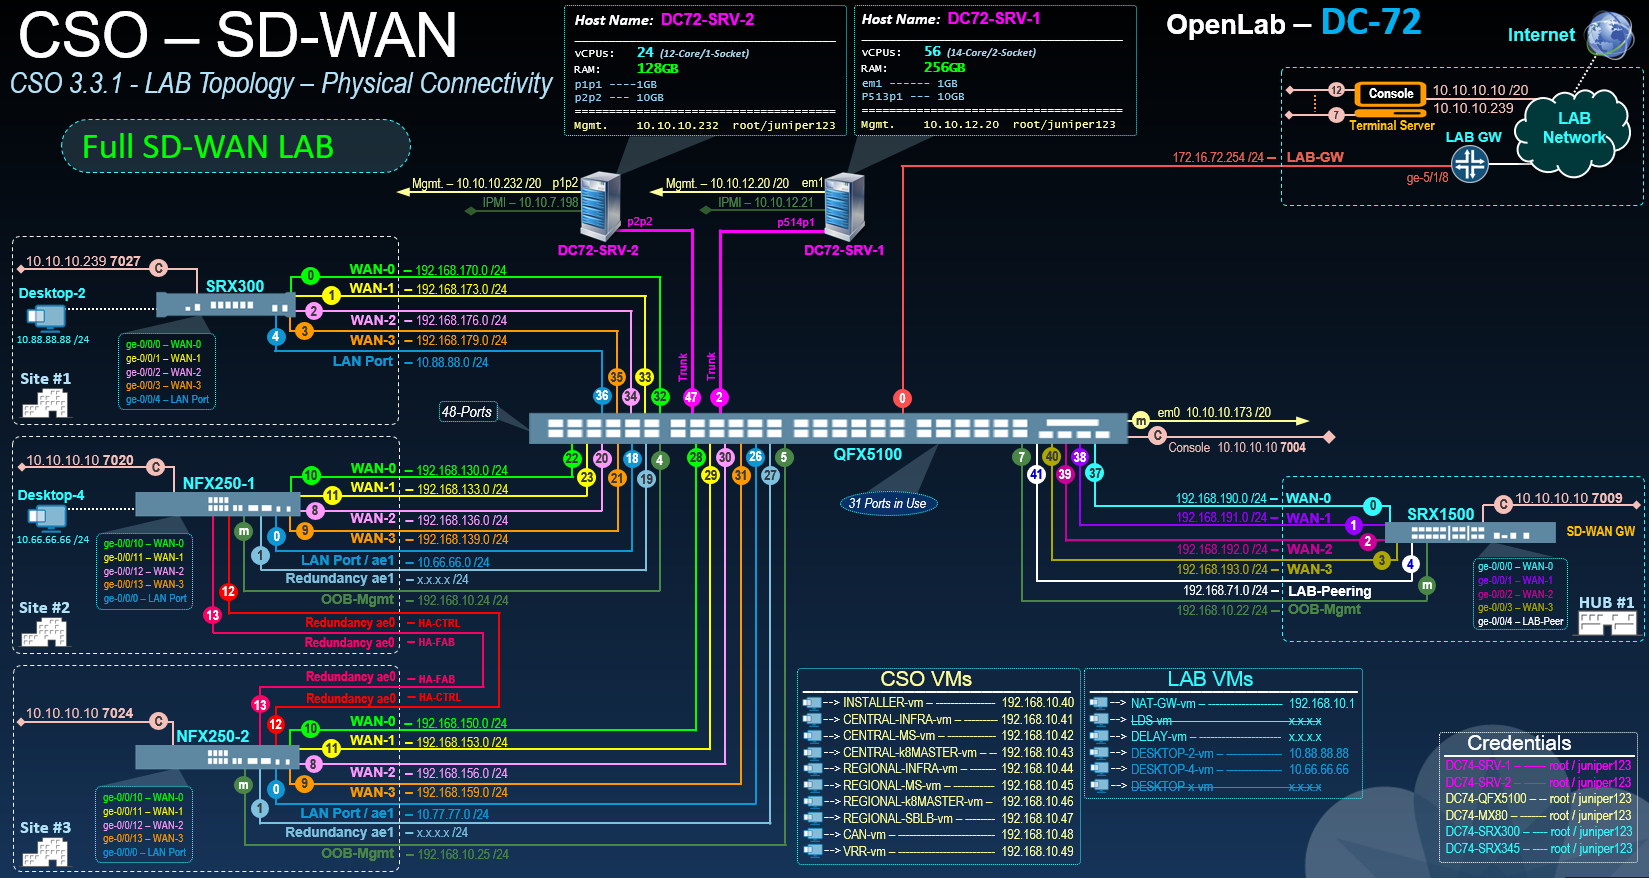 CSO – SD-WAN
CSO 3.3.1 - LAB Topology – Physical Connectivity
Full SD-WAN LAB
Host Name: DC72-SRV-2
vCPUs: 24 (12-Core/1-Socket)
RAM: 128GB
p1p1 ----1GB
p2p2 --- 10GB
Mgmt. 10.10.10.232 root/juniper123
Host Name: DC72-SRV-1
vCPUs: 56 (14-Core/2-Socket)
RAM: 256GB
em1 ------ 1GB
P513p1 --- 10GB
Mgmt. 10.10.12.20 root/juniper123
OpenLab – DC-72
Internet
12
Console
10.10.10.10 /20
7
10.10.10.239
Terminal Server
LAB GW
LAB
Network
172.16.72.254 /24 – LAB-GW
ge-5/1/8
Mgmt. – 10.10.10.232 /20 p1p2
IPMI – 10.10.7.198
p2p2
DC72-SRV-2
Mgmt. – 10.10.12.20 /20 em1
IPMI – 10.10.12.21
p514p1
DC72-SRV-1
10.10.10.239 7027
C
SRX300
Desktop-2
10.88.88.88 /24
0
WAN-0 – 192.168.170.0 /24
1
WAN-1 – 192.168.173.0 /24
2
WAN-2 – 192.168.176.0 /24
3
WAN-3 – 192.168.179.0 /24
4
LAN Port – 10.88.88.0 /24
ge-0/0/0 – WAN-0
ge-0/0/1 – WAN-1
ge-0/0/2 – WAN-2
ge-0/0/3 – WAN-3
ge-0/0/4 – LAN Port
Site #1
Trunk
Trunk
36
35
34
33
32
47
2
0
48-Ports
QFX5100
31 Ports in Use
m
em0 10.10.10.173 /20
C
Console 10.10.10.10 7004
22
23
20
21
18
19
4
28
29
30
31
26
27
5
7
41
40
39
38
37
10.10.10.10 7020
C
NFX250-1
Desktop-4
10.66.66.66 /24
10
WAN-0 – 192.168.130.0 /24
11
WAN-1 – 192.168.133.0 /24
8
WAN-2 – 192.168.136.0 /24
9
WAN-3 – 192.168.139.0 /24
0
LAN Port / ae1 – 10.66.66.0 /24
1
Redundancy ae1 – x.x.x.x /24
m
OOB-Mgmt – 192.168.10.24 /24
12
Redundancy ae0 – HA-CTRL
13
Redundancy ae0 – HA-FAB
ge-0/0/10 – WAN-0
ge-0/0/11 – WAN-1
ge-0/0/12 – WAN-2
ge-0/0/13 – WAN-3
ge-0/0/0 – LAN Port
Site #2
Redundancy ae0 – HA-FAB
13
Redundancy ae0 – HA-CTRL
12
10.10.10.10 7024
C
NFX250-2
10
WAN-0 – 192.168.150.0 /24
11
WAN-1 – 192.168.153.0 /24
8
WAN-2 – 192.168.156.0 /24
9
WAN-3 – 192.168.159.0 /24
0
LAN Port / ae1 – 10.77.77.0 /24
1
Redundancy ae1 – x.x.x.x /24
m
OOB-Mgmt – 192.168.10.25 /24
ge-0/0/10 – WAN-0
ge-0/0/11 – WAN-1
ge-0/0/12 – WAN-2
ge-0/0/13 – WAN-3
ge-0/0/0 – LAN Port
Site #3
192.168.190.0 /24 – WAN-0
0
192.168.191.0 /24 – WAN-1
1
192.168.192.0 /24 – WAN-2
2
192.168.193.0 /24 – WAN-3
3
192.168.71.0 /24 – LAB-Peering
4
192.168.10.22 /24 – OOB-Mgmt
m
C
10.10.10.10 7009
SRX1500
SD-WAN GW
ge-0/0/0 – WAN-0
ge-0/0/1 – WAN-1
ge-0/0/2 – WAN-2
ge-0/0/3 – WAN-3
ge-0/0/4 – LAB-Peer
HUB #1
CSO VMs
--> INSTALLER-vm – ---------- 192.168.10.40
--> CENTRAL-INFRA-vm – -------- 192.168.10.41
--> CENTRAL-MS-vm – ---------- 192.168.10.42
--> CENTRAL-k8MASTER-vm – --- 192.168.10.43
--> REGIONAL-INFRA-vm – ------- 192.168.10.44
--> REGIONAL-MS-vm – --------- 192.168.10.45
--> REGIONAL-k8MASTER-vm – 192.168.10.46
--> REGIONAL-SBLB-vm – ------- 192.168.10.47
--> CAN-vm – ------------------ 192.168.10.48
--> VRR-vm – ------------------ 192.168.10.49
LAB VMs
--> NAT-GW-vm – ---------------- 192.168.10.1
--> LDS-vm – ------------------- x.x.x.x
--> DELAY-vm – ----------------- x.x.x.x
--> DESKTOP-2-vm – ------------- 10.88.88.88
--> DESKTOP-4-vm – ------------- 10.66.66.66
--> DESKTOP-x-vm – ------------- x.x.x.x
Credentials
DC74-SRV-1 – ------ root / juniper123
DC74-SRV-2 – ------ root / juniper123
DC74-QFX5100 – -- root / juniper123
DC74-MX80 – ------- root / juniper123
DC74-SRX300 – ---- root / juniper123
DC74-SRX345 – ---- root / juniper123